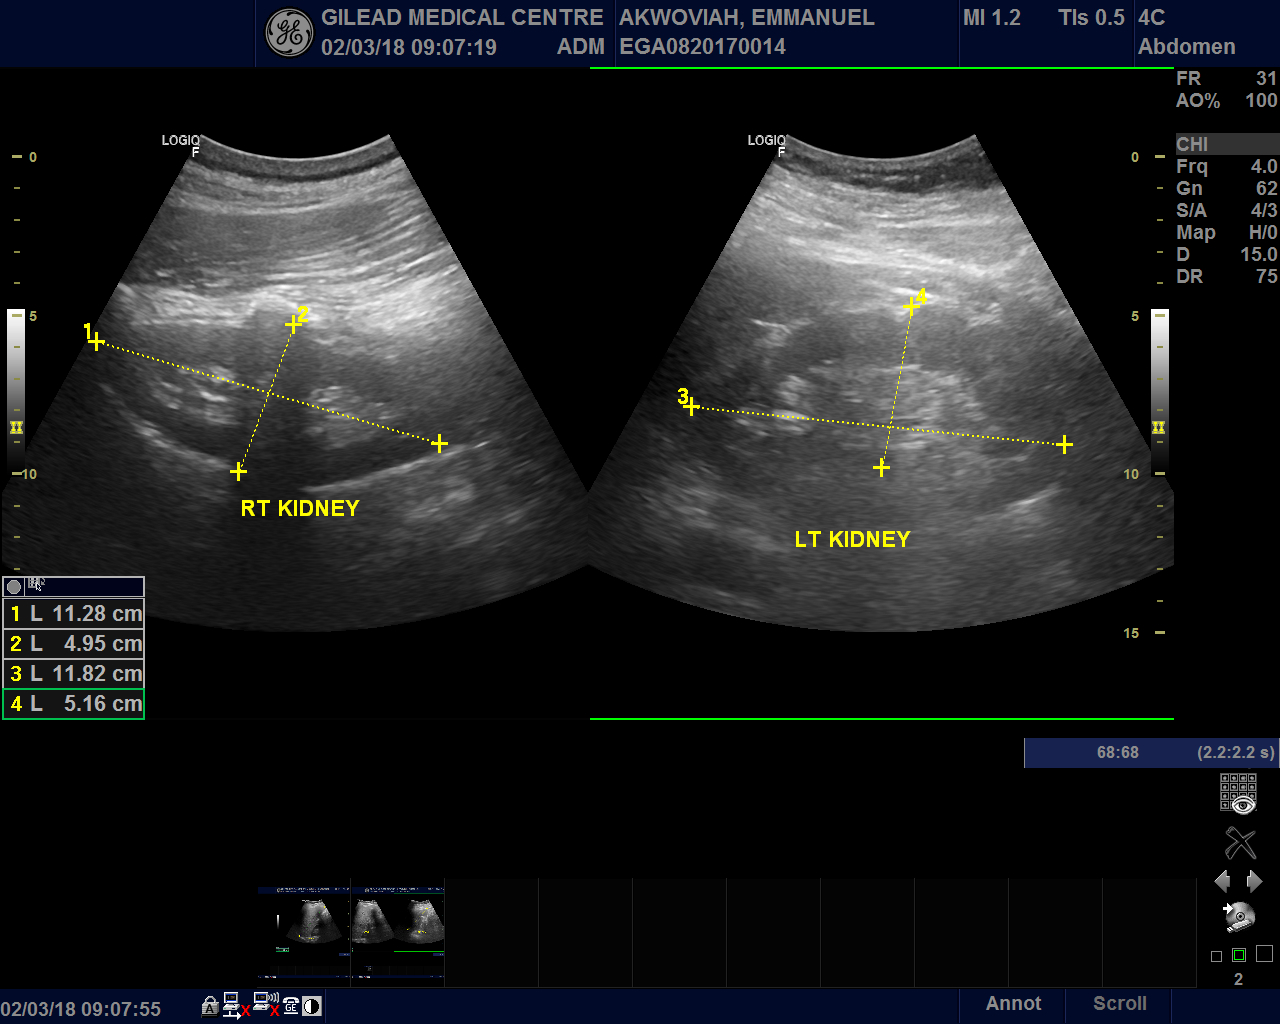 GILEAD MEDICAL CENTRE
02/03/18 09:07:19 ADM
AKWOVIAH, EMMANUEL
EGA0820170014
MI 1.2 TIs 0.5
4C
Abdomen
FR 31
AO% 100
CHI
Frq 4.0
Gn 62
S/A 4/3
Map H/0
D 15.0
DR 75
LOGIQ
F
0
5
10
1
2
RT KIDNEY
LOGIQ
F
0
5
10
15
3
4
LT KIDNEY
1 L 11.28 cm
2 L 4.95 cm
3 L 11.82 cm
4 L 5.16 cm
68:68 (2.2:2.2 s)
2
02/03/18 09:07:55
A
GE
Annot
Scroll